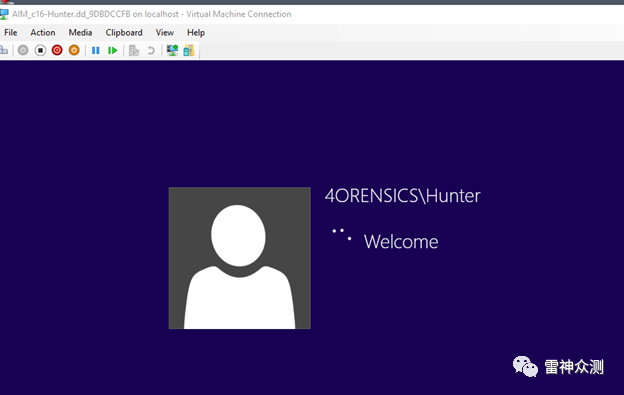 AIM_c16-Hunter.dd_9DBDCCFB on localhost - Virtual Machine Connection
File Action Media Clipboard View Help
4ORENSICS\Hunter
Welcome
雷神众测